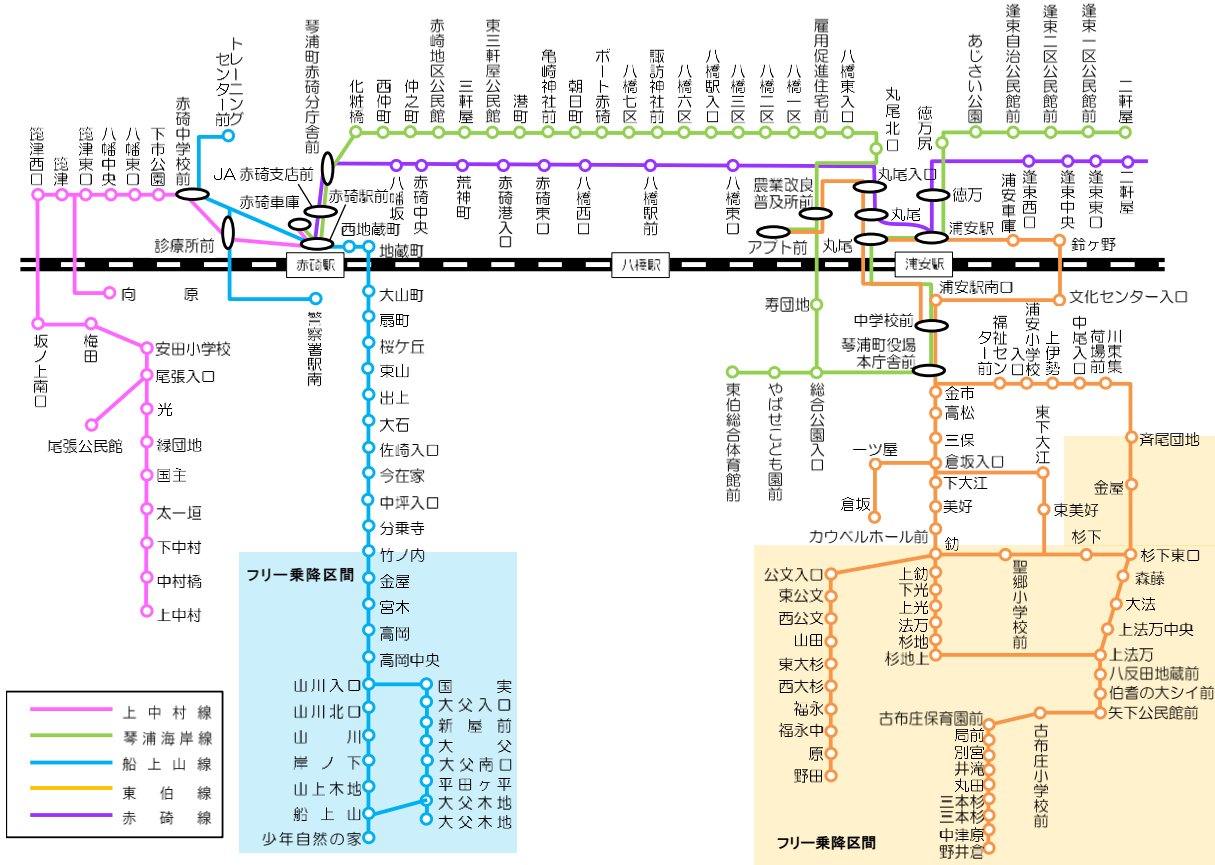 トレーニング
センター前
琴浦町赤碕分庁舎前
化粧橋
西仲町
仲之町
赤崎地区公民館
三軒屋
東三軒屋公民館
港町
亀崎神社前
朝日町
ボート赤碕
八橋七区
諏訪神社前
八橋六区
八橋駅入口
八橋三区
八橋二区
八橋一区
雇用促進住宅前
八橋東入口
丸尾北口
徳万尻
あじさい公園
逢束自治公民館前
逢束二区公民館前
逢束一区公民館前
二軒屋
箆津西口
箆津
箆津東口
八幡中央
八幡東口
下市公園
赤碕中学校前
JA赤碕支店前
赤碕車庫
赤碕駅前
西地蔵町
地蔵町
診療所前
八幡坂
赤碕中央
荒神町
赤碕港入口
赤碕東口
八橋西口
八橋駅前
八橋東口
農業改良
普及所前
アプト前
丸尾入口
丸尾
丸尾
徳万
浦安駅
浦安車庫
逢束西口
逢束中央
逢束東口
二軒屋
鈴ヶ野
赤碕駅
八橋駅
浦安駅
向原
坂ノ上南口
梅田
安田小学校
尾張入口
尾張公民館
光
緑団地
国主
太一垣
下中村
中村橋
上中村
警察署駅南
大山町
扇町
桜ケ丘
東山
出上
大石
佐崎入口
今在家
中坪入口
分乗寺
竹ノ内
フリー乗降区間
金屋
宮木
高岡
高岡中央
山川入口
山川北口
山川
岸ノ下
山上木地
船上山
少年自然の家
国実
大父入口
新屋前
大父
大父南口
平田ヶ平
大父木地
大父木地
寿団地
東伯総合体育館前
やばせこども園前
総合公園入口
浦安駅南口
文化センター入口
中学校前
琴浦町役場
本庁舎前
福祉セン
ター前
浦安小学校
入口
上伊勢
中尾入口
荷場前
川東集
金市
高松
三保
倉坂入口
一ツ屋
倉坂
下大江
美好
カウベルホール前
東下大江
東美好
斉尾団地
金屋
釛
聖郷小学校前
杉下
杉下東口
公文入口
東公文
西公文
山田
東大杉
西大杉
福永
福永中
原
野田
上釛
下光
上光
法万
杉地
杉地上
森藤
大法
上法万中央
上法万
八反田地蔵前
伯耆の大シイ前
矢下公民館前
古布庄小学校前
古布庄保育園前
局前
別宮
井滝
丸田
三本杉
三本杉
中津原
野井倉
フリー乗降区間
上中村線
琴浦海岸線
船上山線
東伯線
赤碕線